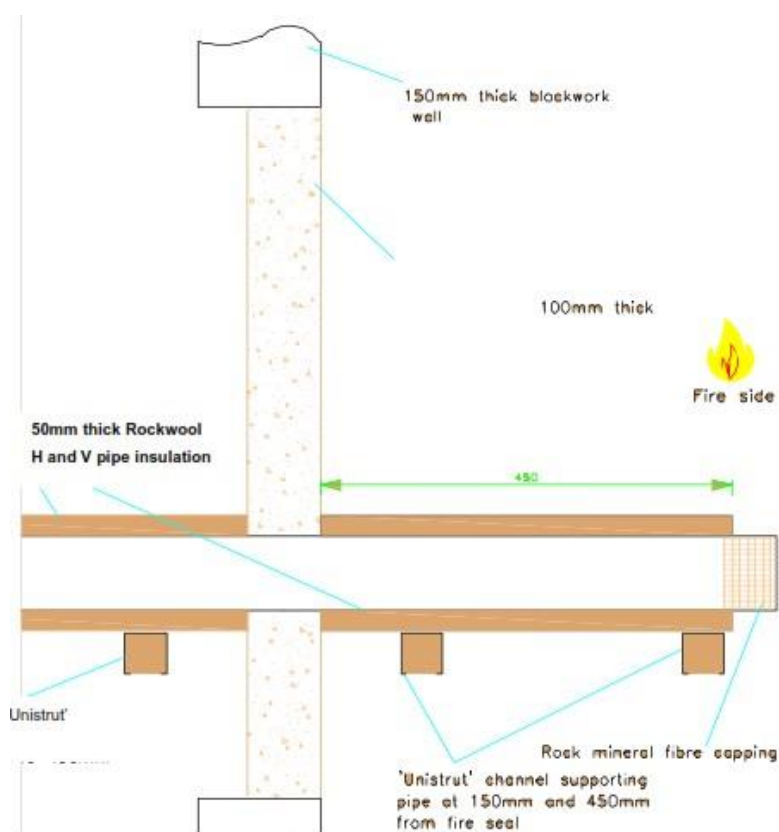 150mm thick blockwork
wall
100mm thick
Fire side
50mm thick Rockwool
H and V pipe insulation
450
Unistrut'
Rock mineral fibre capping
'Unistrut' channel supporting
pipe at 150mm and 450mm
from fire seal